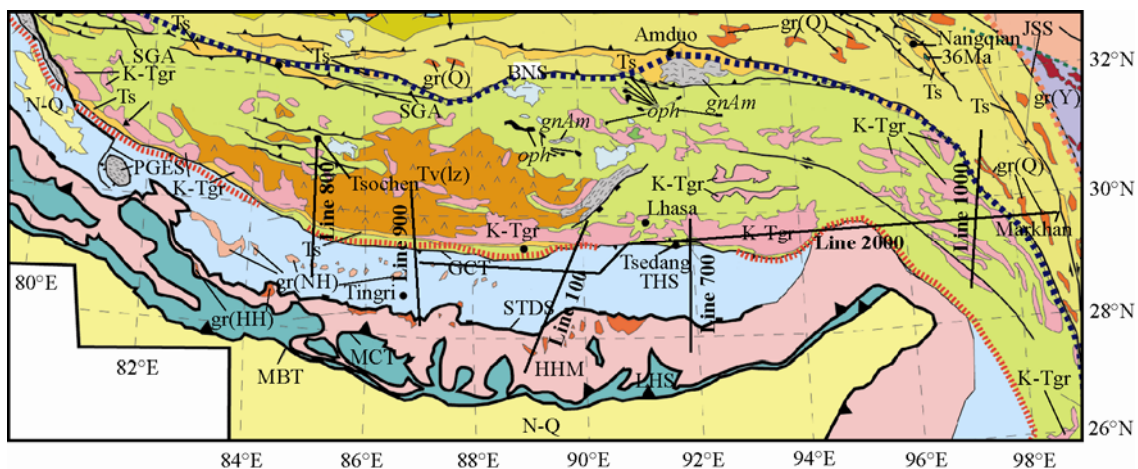 Ts
Amduo
gr(Q)
Nangqian
36Ma
JSS
32°N
SGA
K-Tgr
Ts
gr(Q)
BNS
Ts
Ts
Ts
gr(Y)
N-Q
Ts
SGA
gnAm
oph
gnAm
oph
K-Tgr
gr(Q)
PGEST
K-Tgr
Line 800
Tsochen
Tv(lz)
K-Tgr
Lhasa
Line 1000
30°N
Line 900
K-Tgr
K-Tgr
Markhan
Ts
Line 2000
GCT
Tsedang
THS
80°E
gr(NH)
Tingri
STDS
Line 100
Line 700
28°N
gr(HH)
MCT
82°E
MBT
HHM
LHS
K-Tgr
N-Q
26°N
84°E
86°E
88°E
90°E
92°E
94°E
96°E
98°E